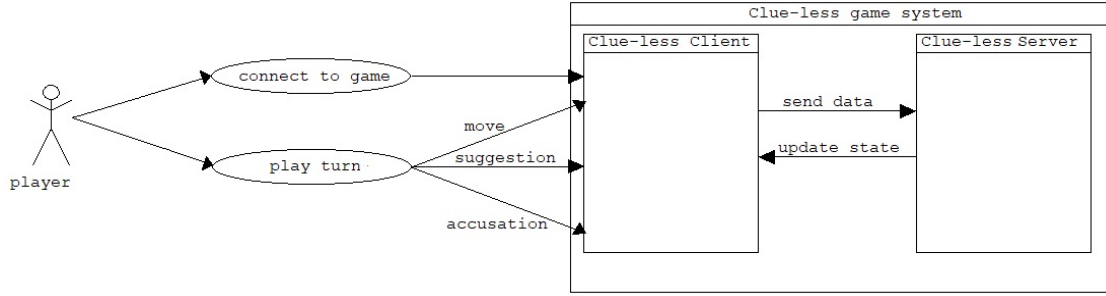 Clue-less game system
Clue-less Client
Clue-less Server
connect to game
send data
move
update state
suggestion
play turn
player
accusation